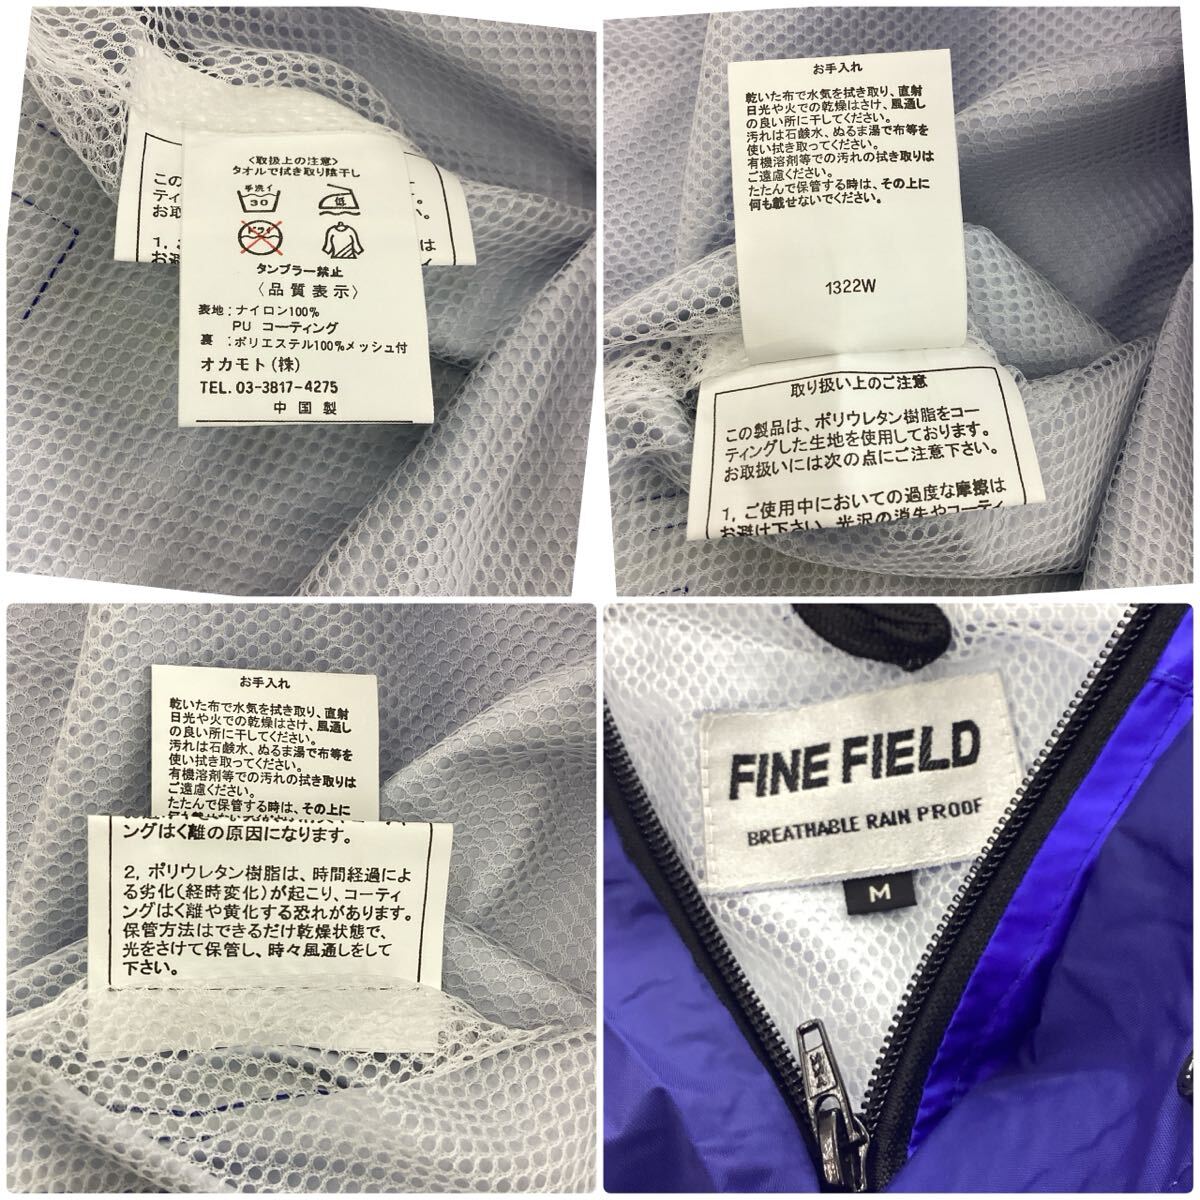 この
ティ
お取
1,
お避
い。
は
〈取扱上の注意〉
タオルで拭き取り陰干し
手洗イ
30
低
ドライ
タンブラー禁止
〈品質表示〉
表地:ナイロン100%
PU コーティング
裏 :ポリエステル100%メッシュ付
オカモト(株)
TEL. 03-3817-4275
中国製
お手入れ
乾いた布で水気を拭き取り、直射
日光や火での乾燥はさけ、風通し
の良い所に干してください。
汚れは石鹸水、ぬるま湯で布等を
使い拭き取ってください。
有機溶剤等での汚れの拭き取りは
ご遠慮ください。
たたんで保管する時は、その上に
何も載せないでください。
1322W
取り扱い上のご注意
この製品は、ポリウレタン樹脂をコー
ティングした生地を使用しております。
お取扱いには次の点にご注意下さい。
1, ご使用中においての過度な摩擦は
お避け下さい。光沢の消失やコーティ
お手入れ
乾いた布で水気を拭き取り、直射
日光や火での乾燥はさけ、風通し
の良い所に干してください。
汚れは石鹸水、ぬるま湯で布等を
使い拭き取ってください。
有機溶剤等での汚れの拭き取りは
ご遠慮ください。
たたんで保管する時は、その上に
ングはく離の原因になります。
2, ポリウレタン樹脂は、時間経過によ
る劣化(経時変化)が起こり、コーティ
ングはく離や黄化する恐れがあります。
保管方法はできるだけ乾燥状態で、
光をさけて保管し、時々風通しをして
下さい。
FINE FIELD
BREATHABLE RAIN PROOF
M